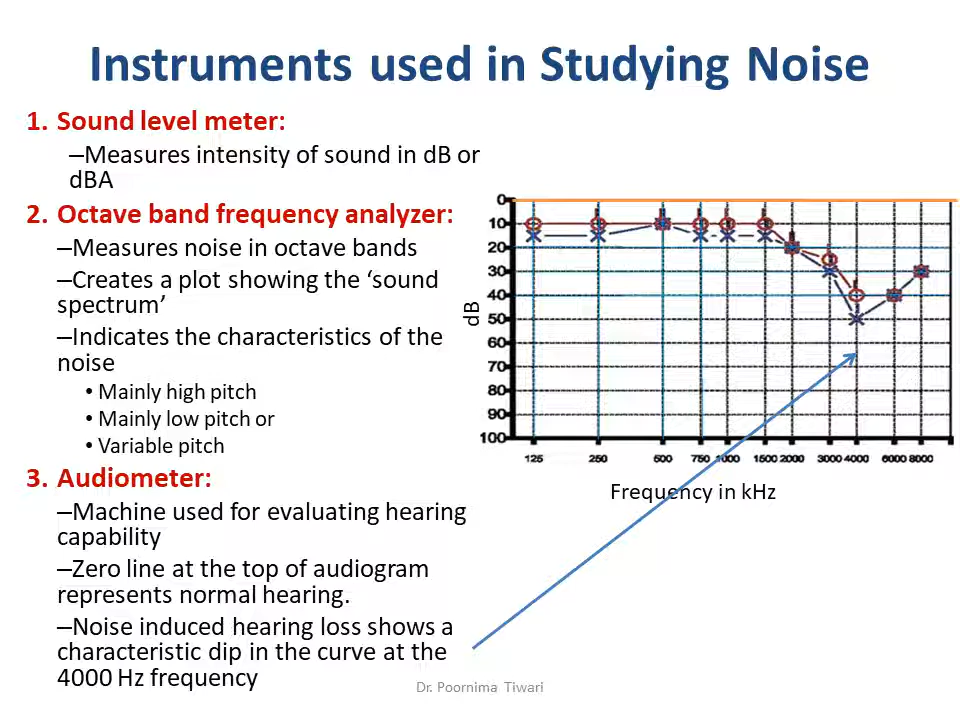 Instruments used in Studying Noise
1. Sound level meter:
–Measures intensity of sound in dB or
dBA
2. Octave band frequency analyzer:
–Measures noise in octave bands
–Creates a plot showing the ‘sound
spectrum’
–Indicates the characteristics of the
noise
• Mainly high pitch
• Mainly low pitch or
• Variable pitch
3. Audiometer:
–Machine used for evaluating hearing
capability
–Zero line at the top of audiogram
represents normal hearing.
–Noise induced hearing loss shows a
characteristic dip in the curve at the
4000 Hz frequency
dB
0
10
20
30
40
50
60
70
80
90
100
125 250 500 750 1000 1500 2000 3000 4000 6000 8000
Frequency in kHz
Dr. Poornima Tiwari